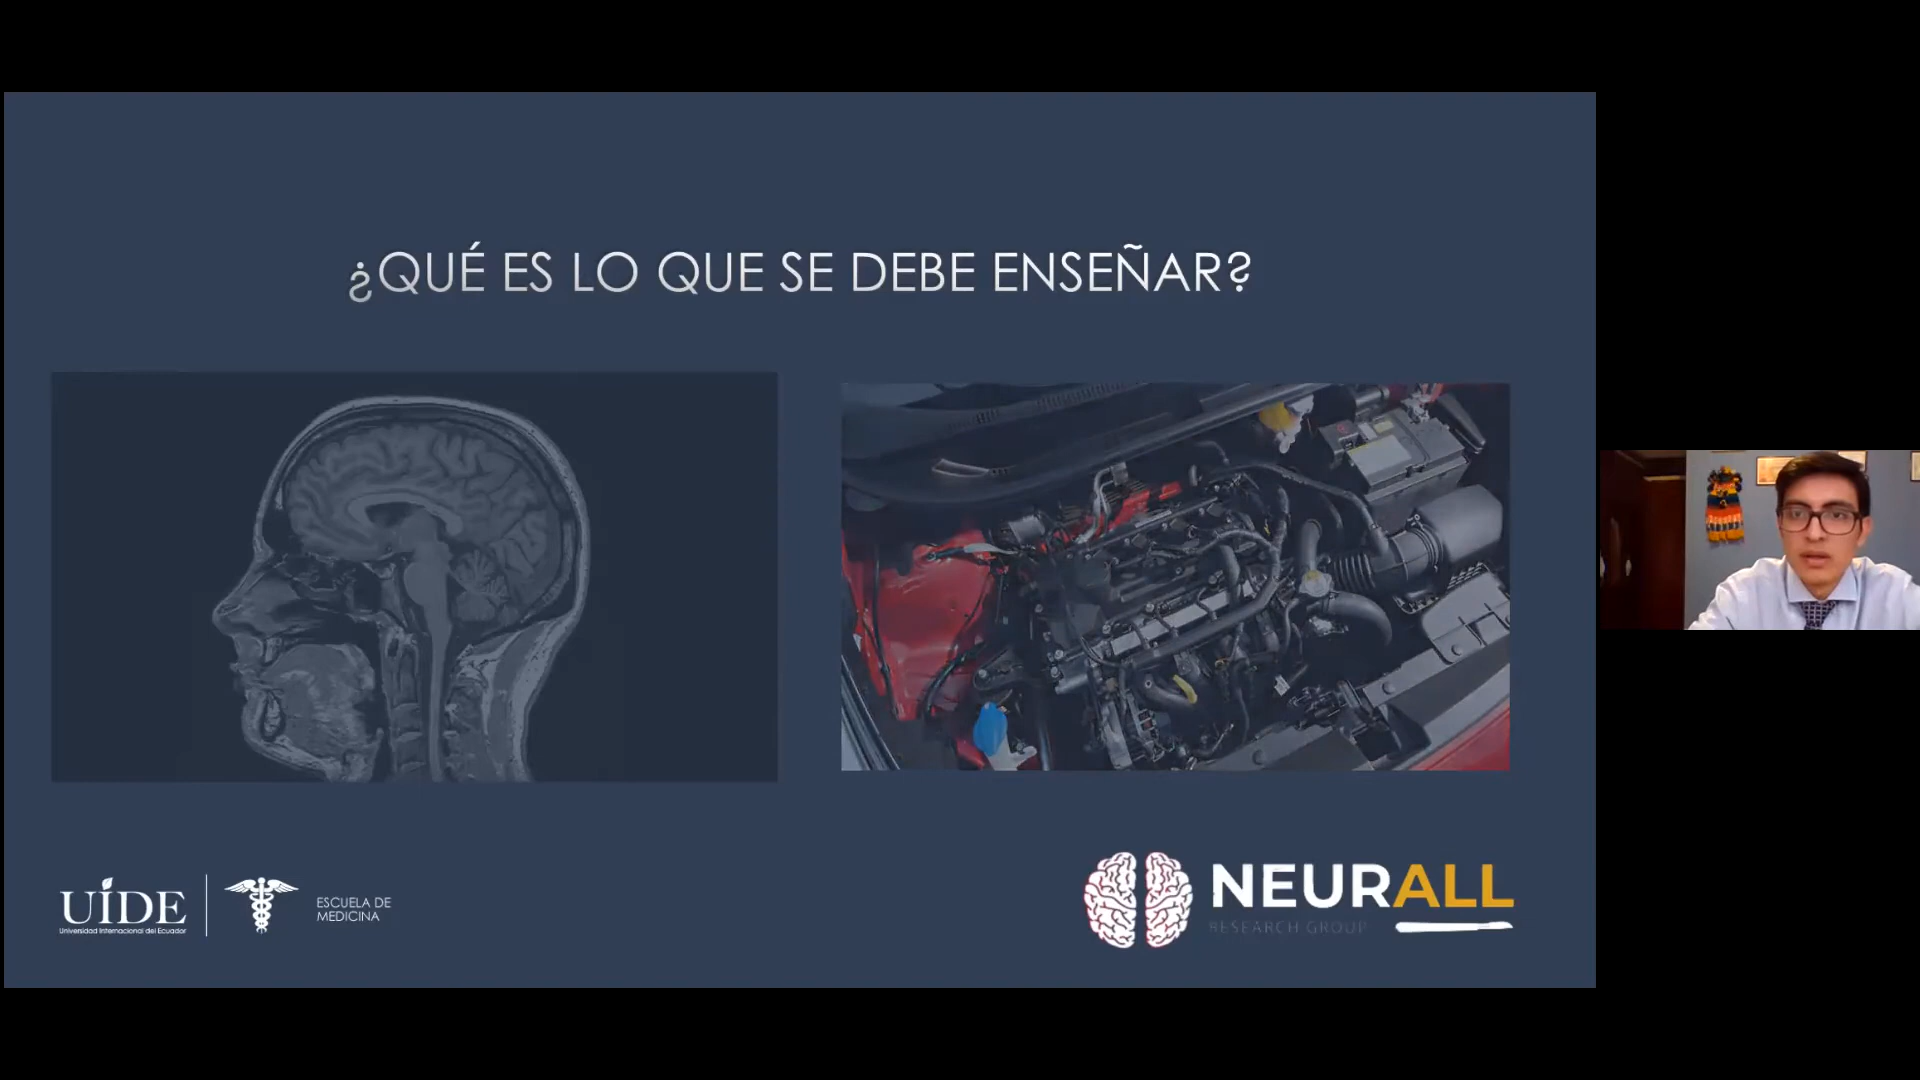 ¿QUÉ ES LO QUE SE DEBE ENSEÑAR?
UIDE
Universidad Internacional del Ecuador
ESCUELA DE
MEDICINA
NEURALL
RESEARCH GROUP